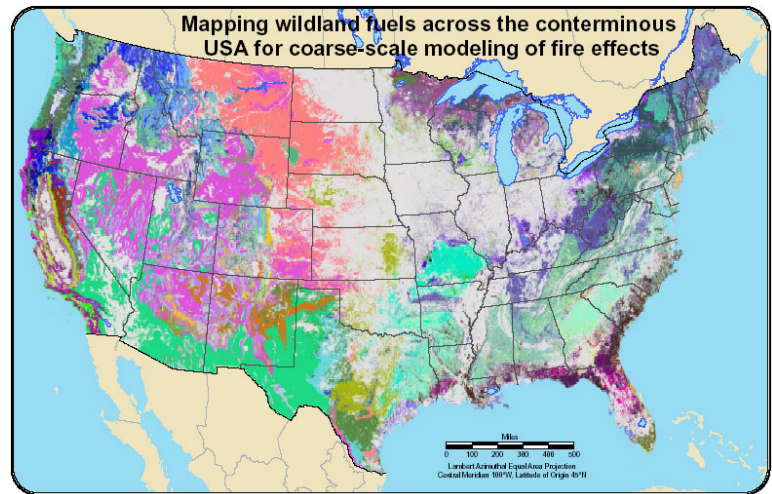 Mapping wildland fuels across the conterminous
USA for coarse-scale modeling of fire effects
Miles
0 100 200 300 400 500
Lambert Azimuthal Equal Area Projection
Central Meridian 100°W, Latitude of Origin 45°N